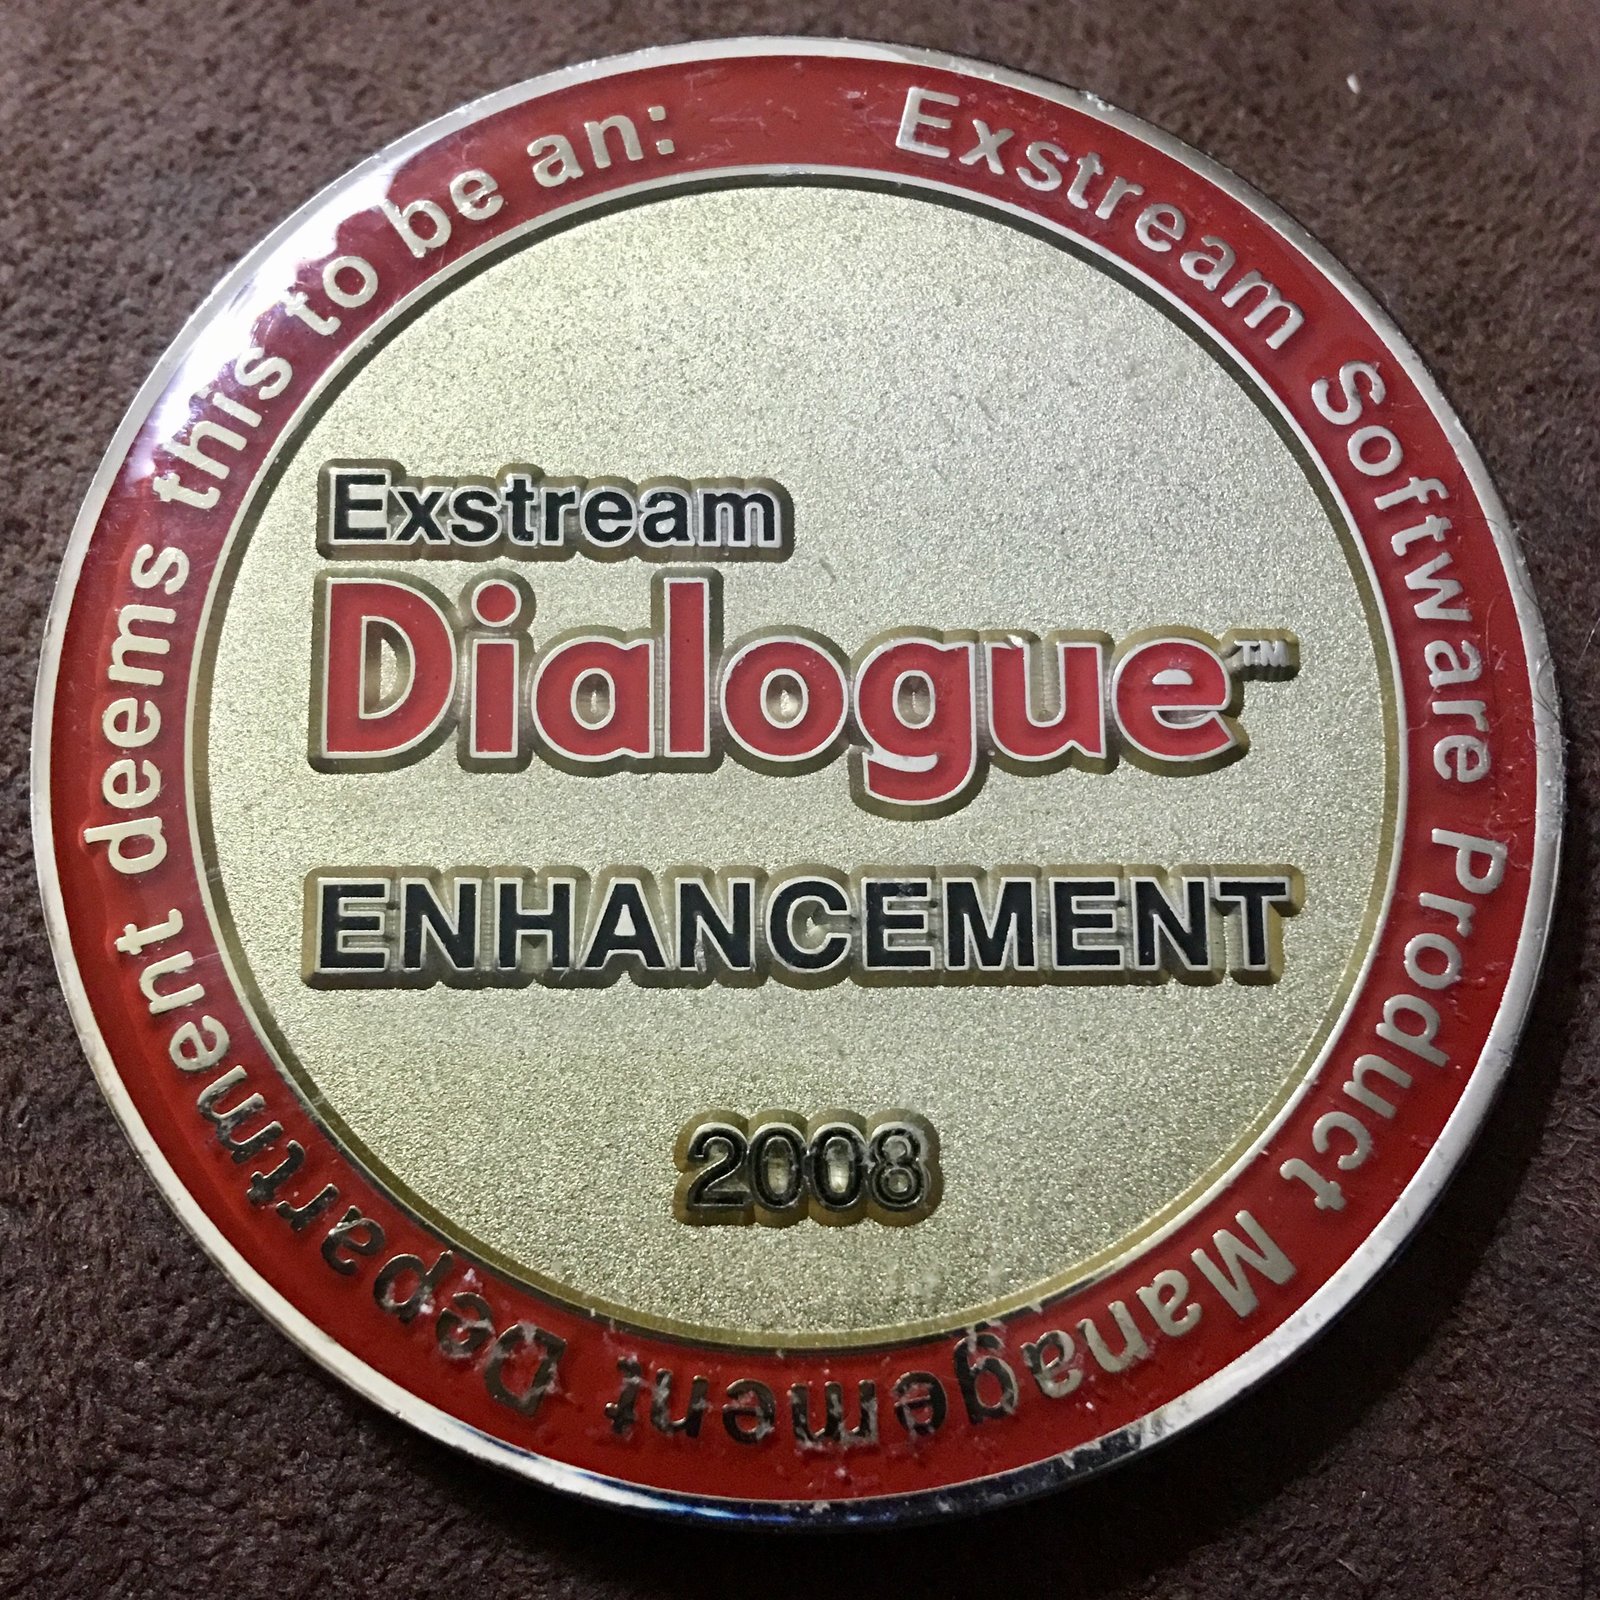 Exstream Software Product Management Department deems this to be an:
Exstream
Dialogue™
ENHANCEMENT
2008